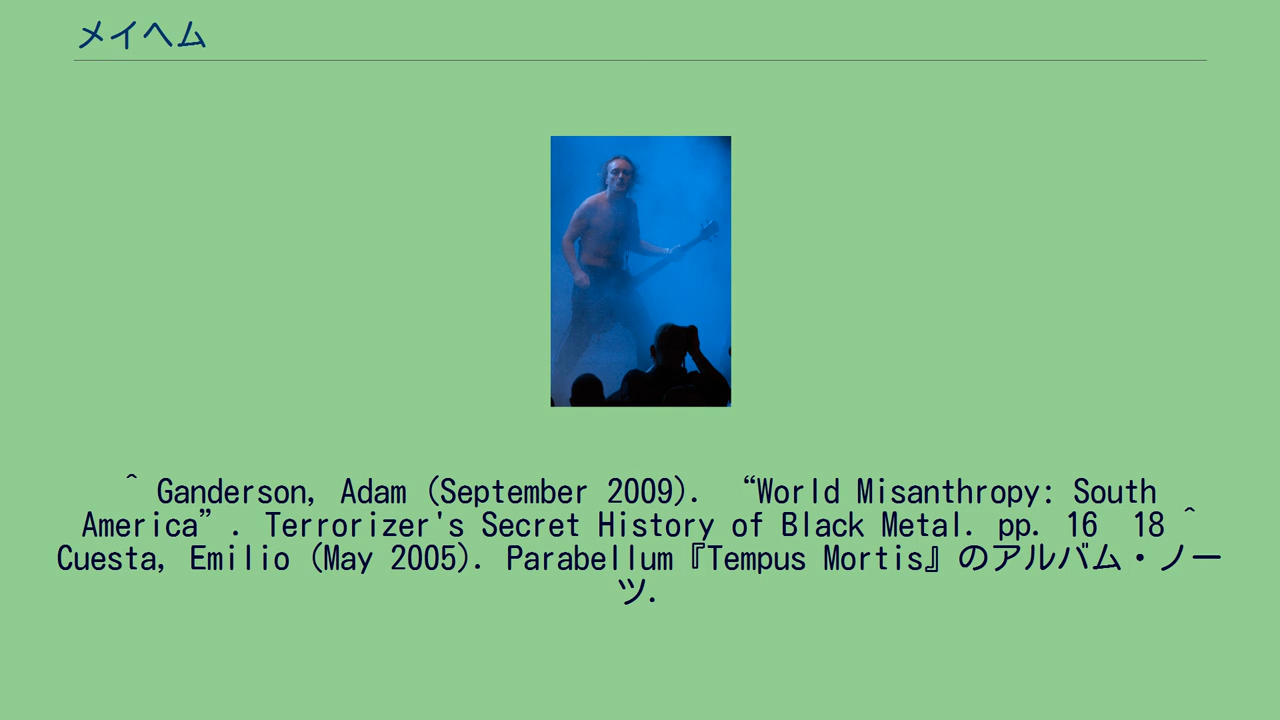 メイヘム
^ Ganderson, Adam (September 2009). “World Misanthropy: South
America” . Terrorizer's Secret History of Black Metal. pp. 16  18 ^
Cuesta, Emilio (May 2005). Parabellum『Tempus Mortis』のアルバム・ノー
ツ.